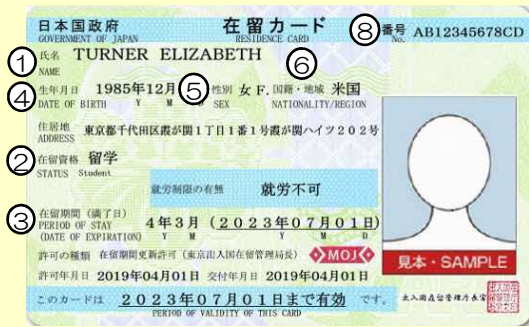 日本国政府 在留カード ⑧ 番号 AB12345678CD
GOVERNMENT OF JAPAN RESIDENCE CARD No.
① 氏名 TURNER ELIZABETH
NAME
④ 生年月日 1985年12月 ⑤ 性別 女 F. ⑥ 国籍・地域 米国
DATE OF BIRTH Y M D SEX NATIONALITY/REGION
住居地 東京都千代田区霞が関1丁目1番1号霞が関ハイツ202号
ADDRESS
② 在留資格 留学
STATUS Student
就労制限の有無 就労不可
③ 在留期間(満了日) 4年3月(2023年07月01日)
PERIOD OF STAY
(DATE OF EXPIRATION) Y M Y M D
許可の種類 在留期間更新許可(東京出入国在留管理局長) MOJ
見本・SAMPLE
許可年月日 2019年04月01日 交付年月日 2019年04月01日
このカードは 2023年07月01日まで有効 です。
PERIOD OF VALIDITY OF THIS CARD